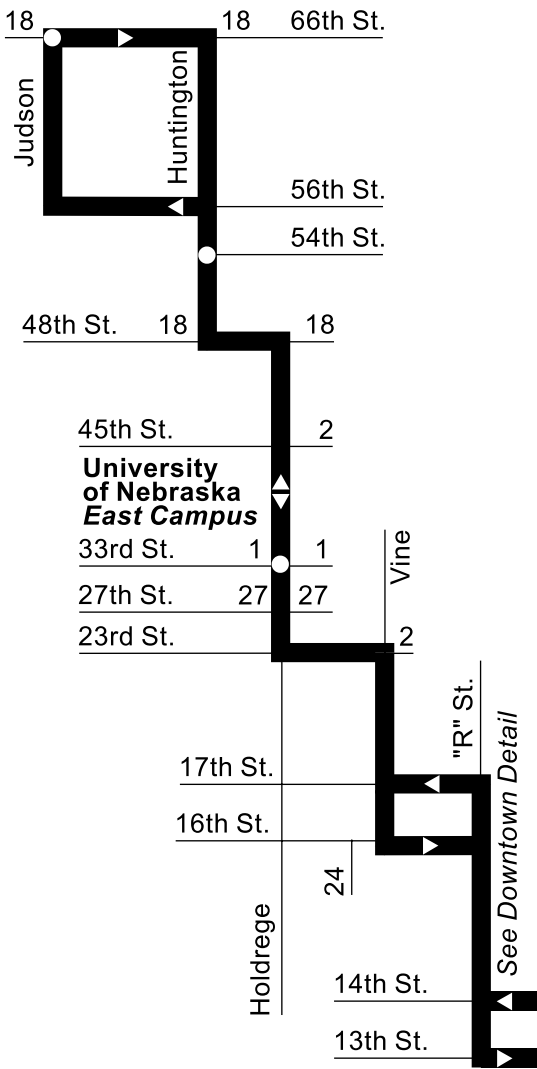 18
18
66th St.
Judson
Huntington
56th St.
54th St.
48th St.
18
18
45th St.
2
University
of Nebraska
East Campus
33rd St.
1
1
Vine
27th St.
27
27
23rd St.
2
"R" St.
17th St.
See Downtown Detail
16th St.
24
Holdrege
14th St.
13th St.